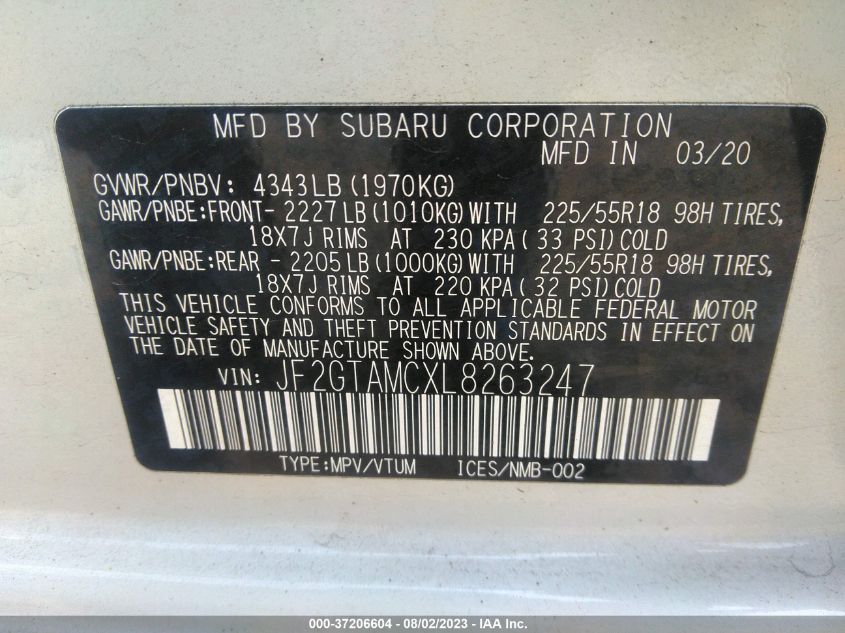 MFD BY SUBARU CORPORATION
MFD IN 03/20
GVWR/PNBV: 4343LB (1970KG)
GAWR/PNBE:FRONT- 2227LB (1010KG) WITH 225/55R18 98H TIRES,
18X7J RIMS AT 230 KPA ( 33 PSI) COLD
GAWR/PNBE:REAR - 2205LB (1000KG) WITH 225/55R18 98H TIRES,
18X7J RIMS AT 220 KPA ( 32 PSI) COLD
THIS VEHICLE CONFORMS TO ALL APPLICABLE FEDERAL MOTOR
VEHICLE SAFETY AND THEFT PREVENTION STANDARDS IN EFFECT ON
THE DATE OF MANUFACTURE SHOWN ABOVE.
VIN: JF2GTAMCXL8263247
TYPE:MPV/VTUM ICES/NMB-002
000-37206604 — 08/02/2023 — IAA Inc.